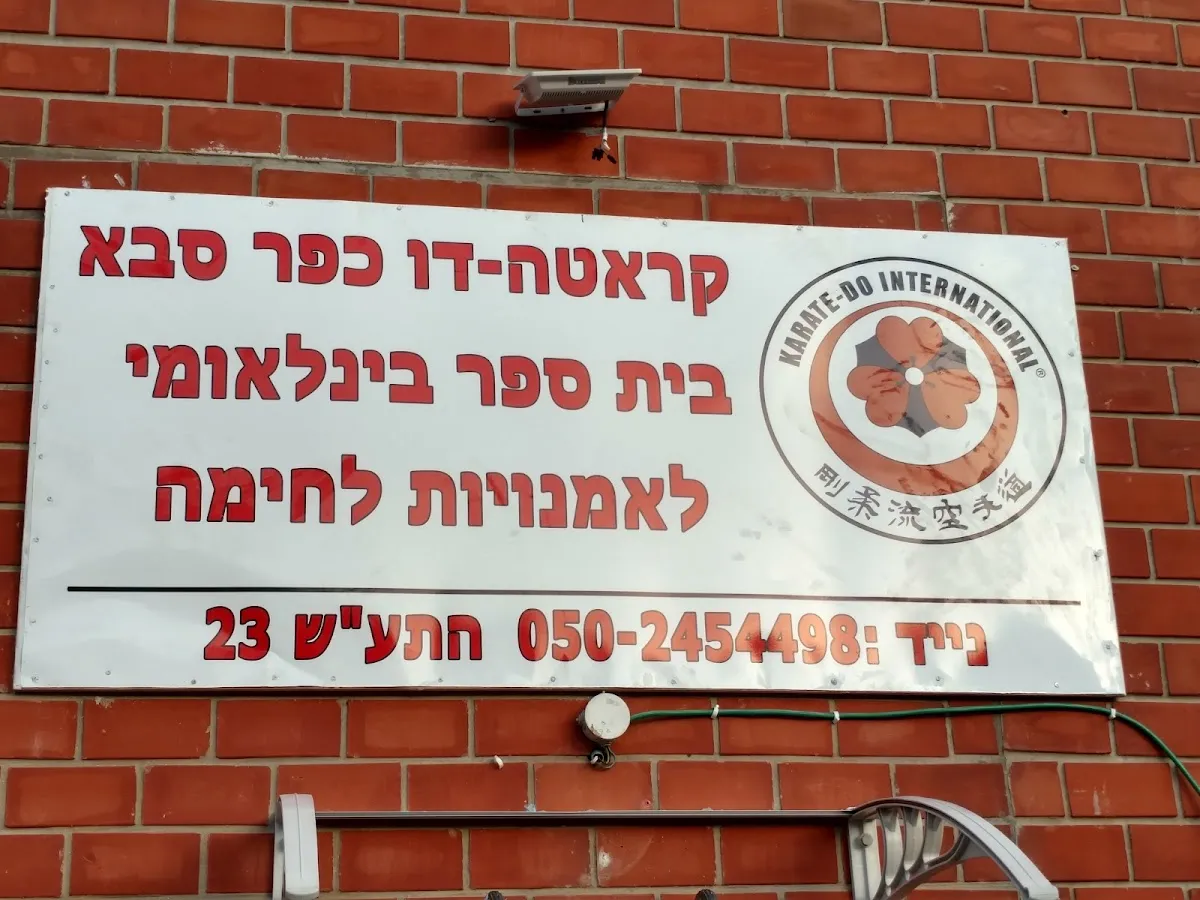 קראטה-דו כפר סבא
בית ספר בינלאומי
לאמנויות לחימה
נייד: 050-2454498 התע"ש 23
KARATE-DO INTERNATIONAL®
剛柔流空手道